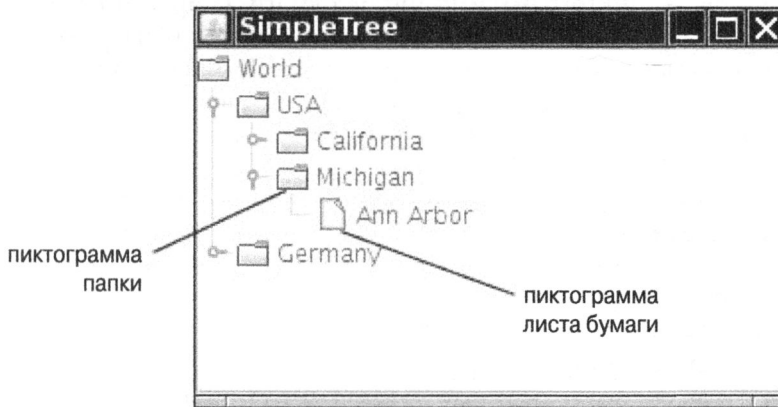 SimpleTree
World
USA
California
Michigan
Ann Arbor
Germany
пиктограмма
папки
пиктограмма
листа бумаги